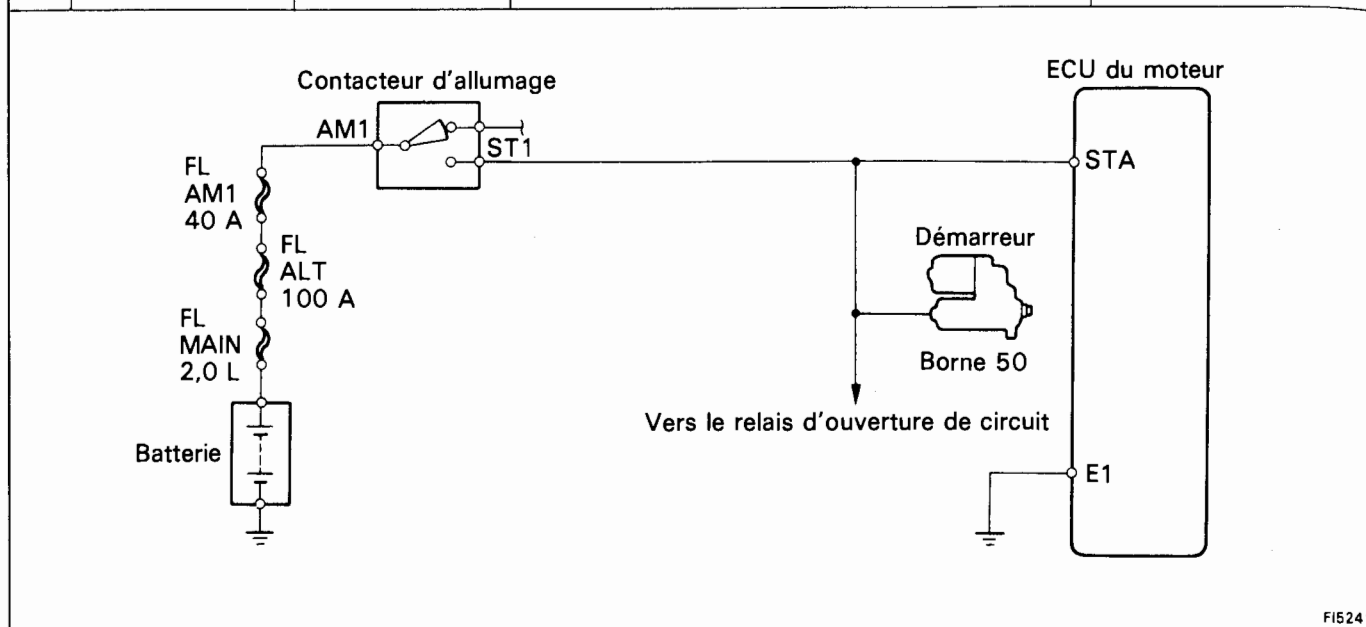 ECU du moteur
Contacteur d'allumage
AM1
ST1
STA
FL
AM1
40 A
FL
ALT
100 A
FL
MAIN
2,0 L
Démarreur
Borne 50
Vers le relais d'ouverture de circuit
Batterie
E1
FI524